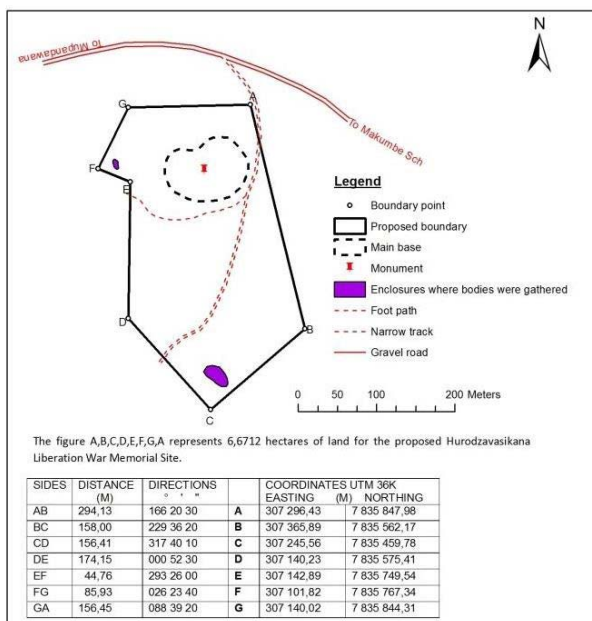 N
To Mupandawana
G
A
To Makumbe Sch
F
E
Legend
Boundary point
Proposed boundary
Main base
Monument
Enclosures where bodies were gathered
Foot path
Narrow track
Gravel road
D
B
C
0 50 100 200 Meters
The figure A,B,C,D,E,F,G,A represents 6,6712 hectares of land for the proposed Hurodzavasikana
Liberation War Memorial Site.
SIDES DISTANCE DIRECTIONS COORDINATES UTM 36K
(M) ° ' " EASTING (M) NORTHING
AB 294,13 166 20 30 A 307 296,43 7 835 847,98
BC 158,00 229 36 20 B 307 365,89 7 835 562,17
CD 156,41 317 40 10 C 307 245,56 7 835 459,78
DE 174,15 000 52 30 D 307 140,23 7 835 575,41
EF 44,76 293 26 00 E 307 142,89 7 835 749,54
FG 85,93 026 23 40 F 307 101,82 7 835 767,34
GA 156,45 088 39 20 G 307 140,02 7 835 844,31